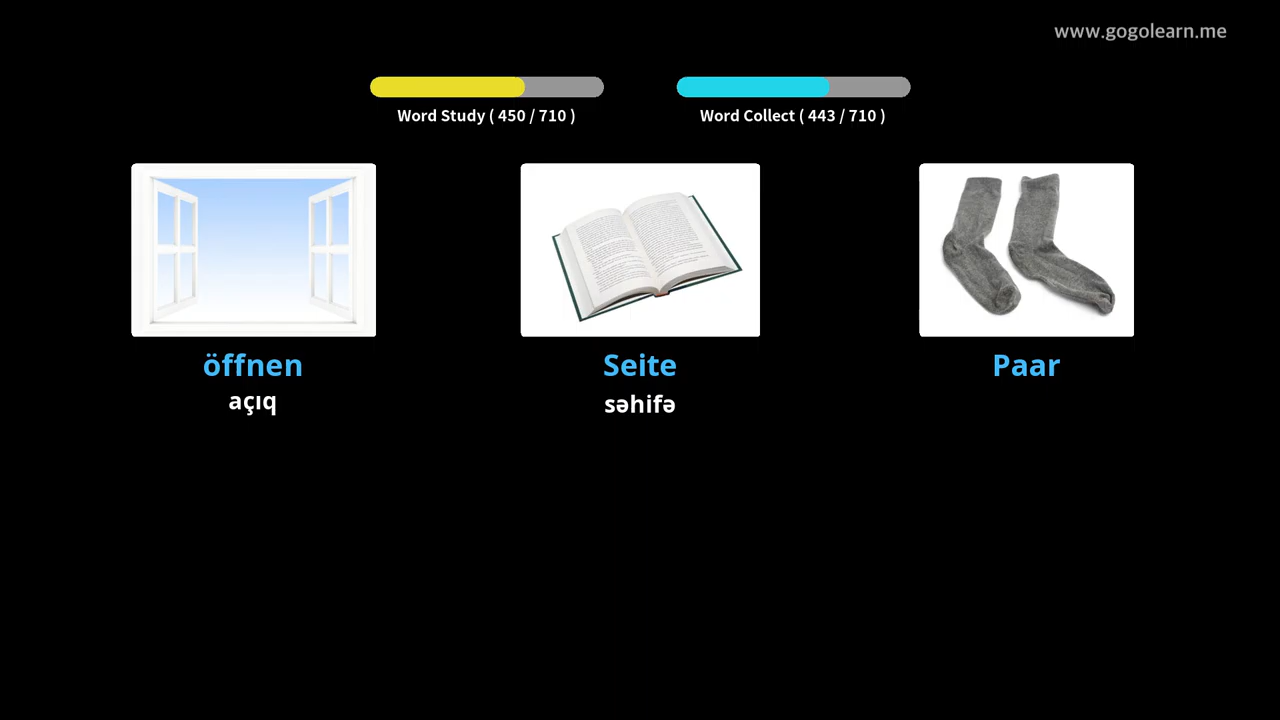 www.gogolearn.me
Word Study ( 450 / 710 )
Word Collect ( 443 / 710 )
öffnen
açıq
Seite
səhifə
Paar